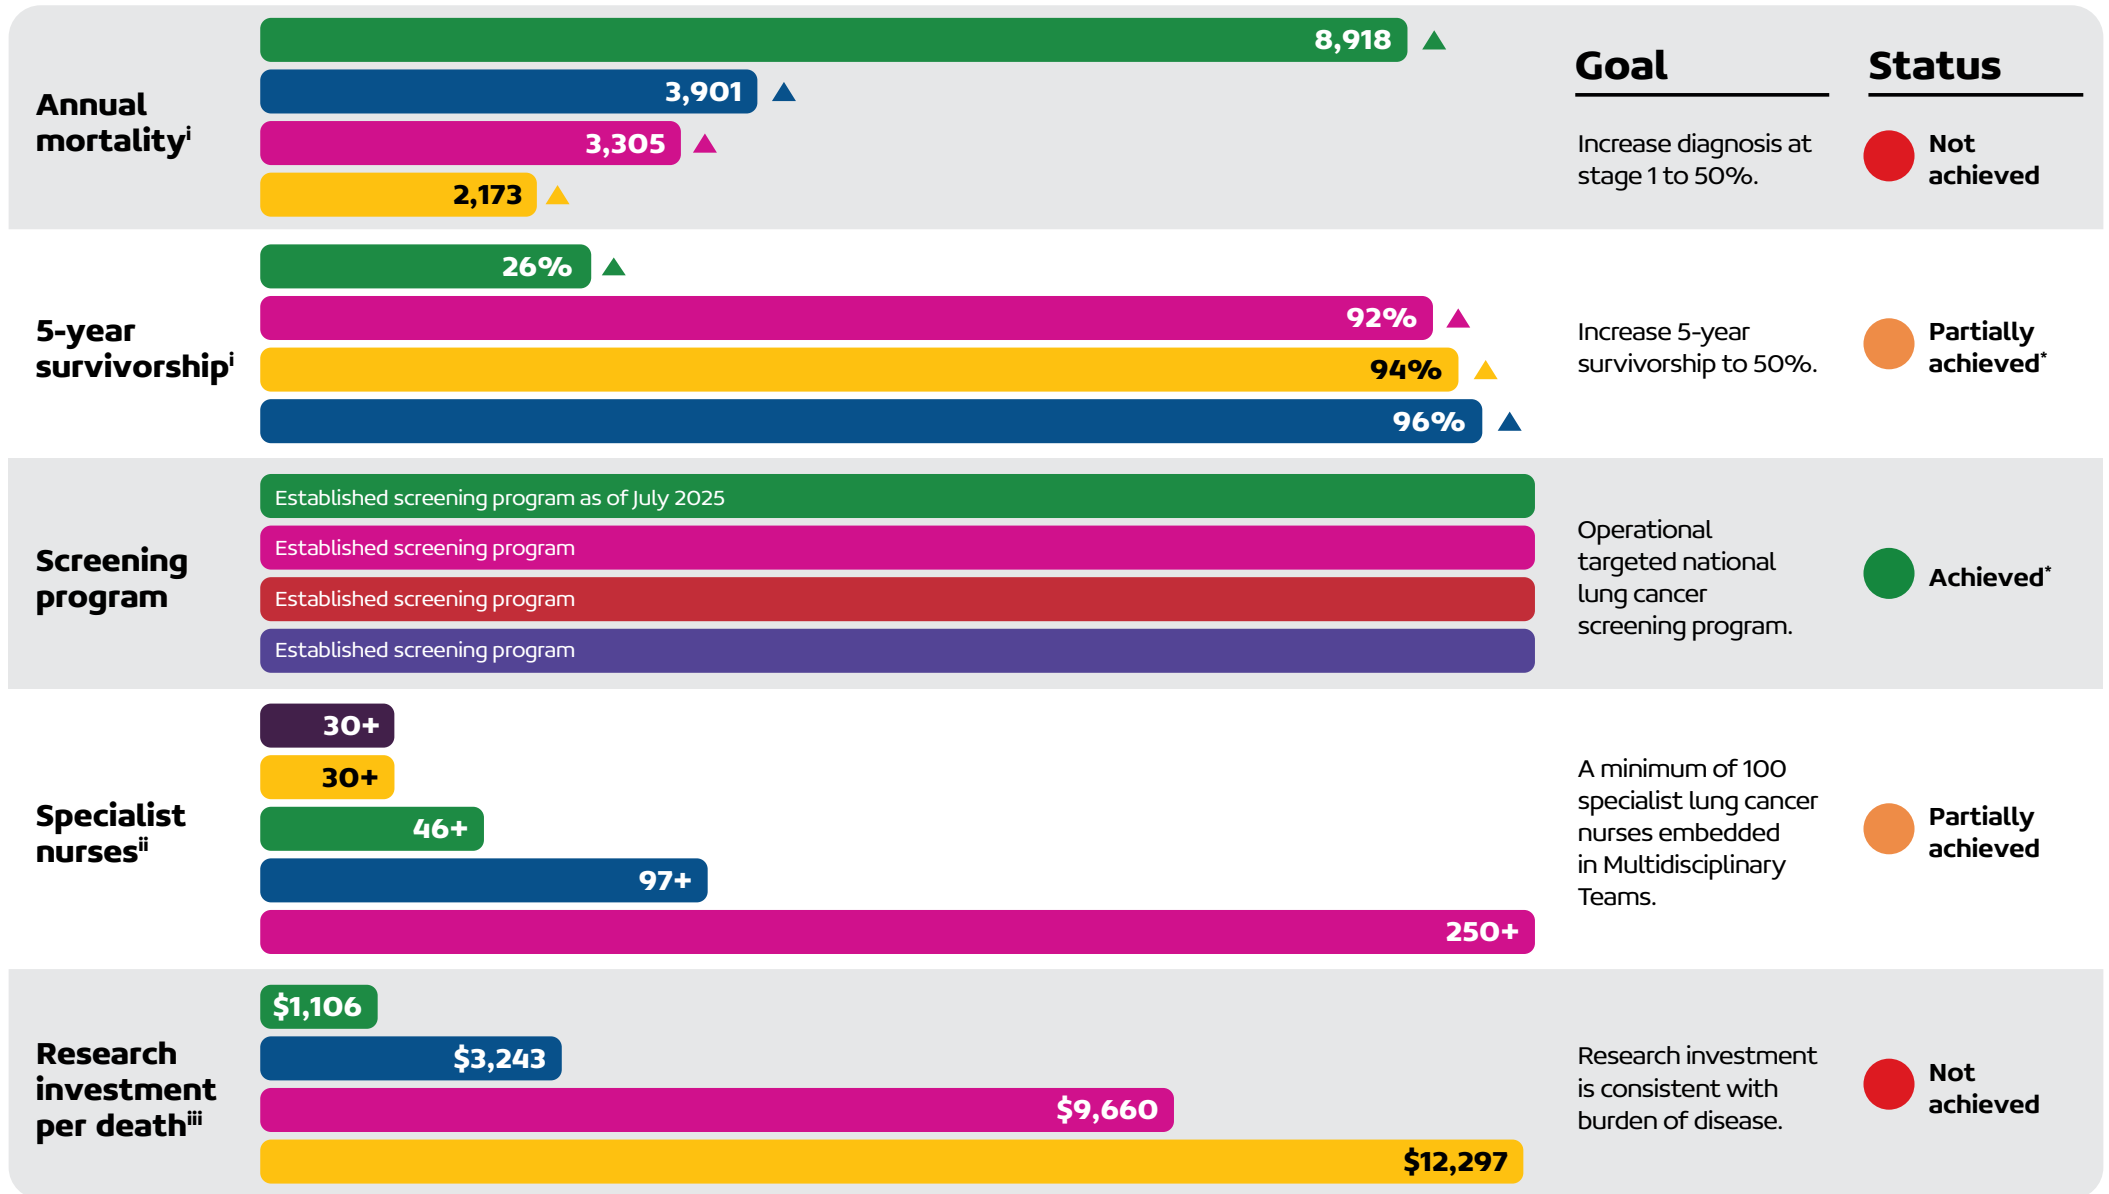 Goal
Status
Annual
mortalityⁱ
8,918
3,901
3,305
2,173
Increase diagnosis at
stage 1 to 50%.
Not
achieved
5-year
survivorshipⁱ
26%
92%
94%
96%
Increase 5-year
survivorship to 50%.
Partially
achieved*
Screening
program
Established screening program as of July 2025
Established screening program
Established screening program
Established screening program
Operational
targeted national
lung cancer
screening program.
Achieved*
Specialist
nursesⁱⁱ
30+
30+
46+
97+
250+
A minimum of 100
specialist lung cancer
nurses embedded
in Multidisciplinary
Teams.
Partially
achieved
Research
investment
per deathⁱⁱⁱ
$1,106
$3,243
$9,660
$12,297
Research investment
is consistent with
burden of disease.
Not
achieved